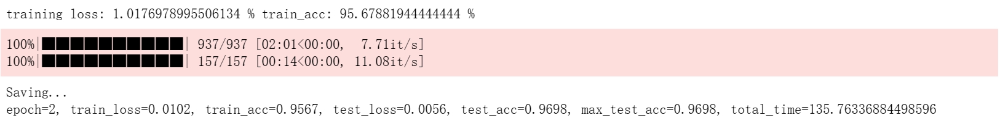 training loss: 1.0176978995506134 % train_acc: 95.67881944444444 %
100%|██████████| 937/937 [02:01<00:00,  7.71it/s]
100%|██████████| 157/157 [00:14<00:00, 11.08it/s]
Saving...
epoch=2, train_loss=0.0102, train_acc=0.9567, test_loss=0.0056, test_acc=0.9698, max_test_acc=0.9698, total_time=135.76336884498596